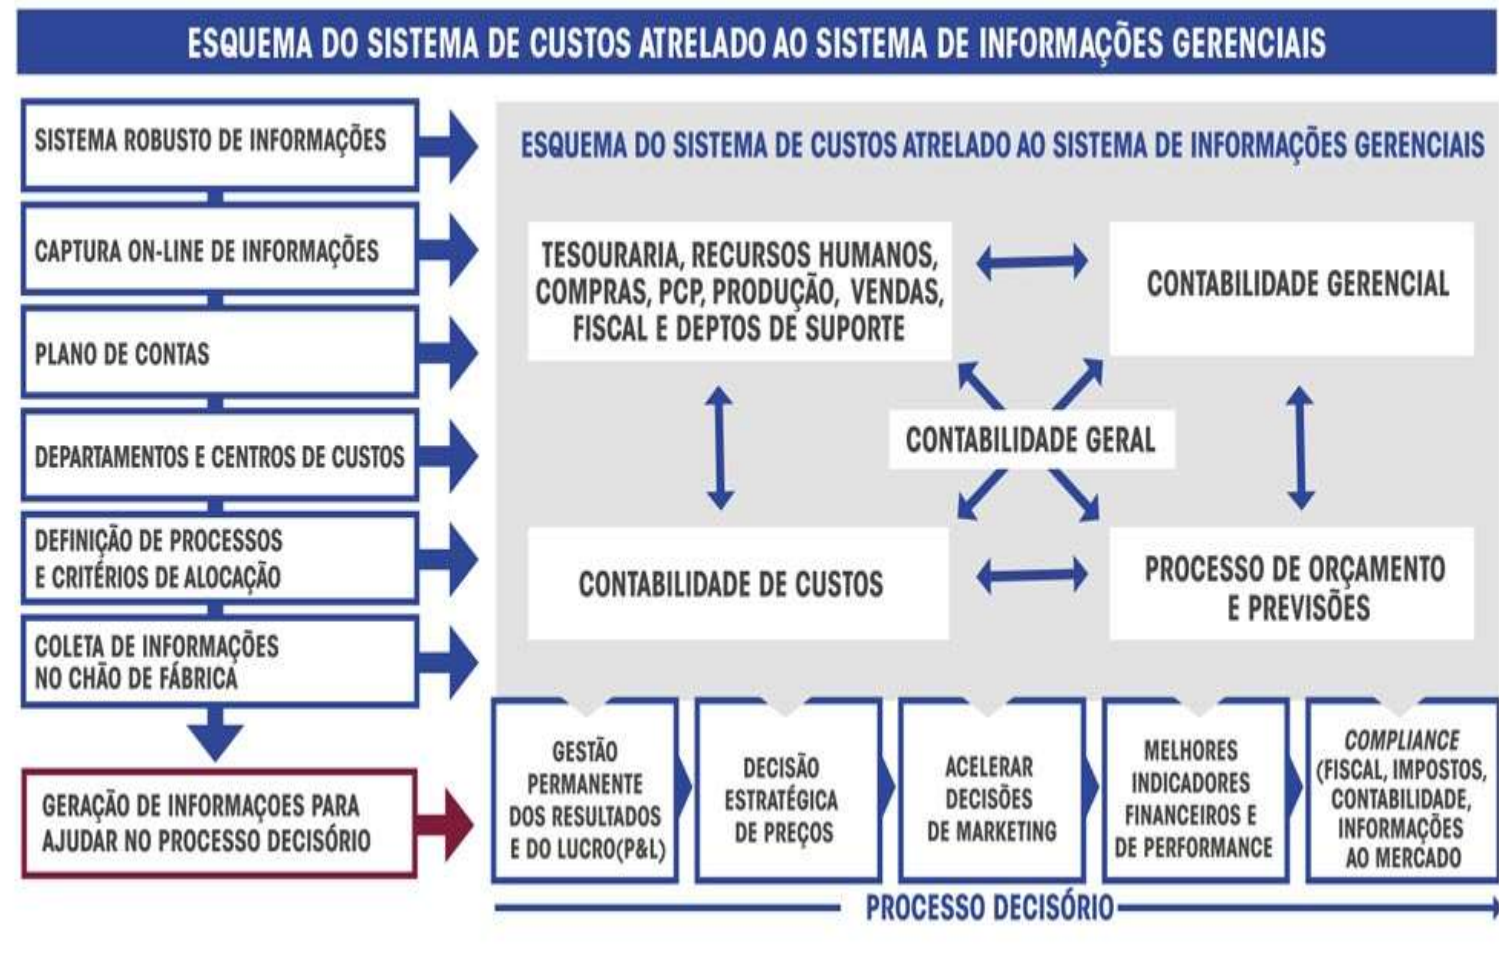 ESQUEMA DO SISTEMA DE CUSTOS ATRELADO AO SISTEMA DE INFORMAÇÕES GERENCIAIS
SISTEMA ROBUSTO DE INFORMAÇÕES
CAPTURA ON-LINE DE INFORMAÇÕES
PLANO DE CONTAS
DEPARTAMENTOS E CENTROS DE CUSTOS
DEFINIÇÃO DE PROCESSOS
E CRITÉRIOS DE ALOCAÇÃO
COLETA DE INFORMAÇÕES
NO CHÃO DE FÁBRICA
GERAÇÃO DE INFORMAÇOES PARA
AJUDAR NO PROCESSO DECISÓRIO
ESQUEMA DO SISTEMA DE CUSTOS ATRELADO AO SISTEMA DE INFORMAÇÕES GERENCIAIS
TESOURARIA, RECURSOS HUMANOS,
COMPRAS, PCP, PRODUÇÃO, VENDAS,
FISCAL E DEPTOS DE SUPORTE
CONTABILIDADE GERENCIAL
CONTABILIDADE GERAL
CONTABILIDADE DE CUSTOS
PROCESSO DE ORÇAMENTO
E PREVISÕES
GESTÃO
PERMANENTE
DOS RESULTADOS
E DO LUCRO(P&L)
DECISÃO
ESTRATÉGICA
DE PREÇOS
ACELERAR
DECISÕES
DE MARKETING
MELHORES
INDICADORES
FINANCEIROS E
DE PERFORMANCE
COMPLIANCE
(FISCAL, IMPOSTOS,
CONTABILIDADE,
INFORMAÇÕES
AO MERCADO
PROCESSO DECISÓRIO